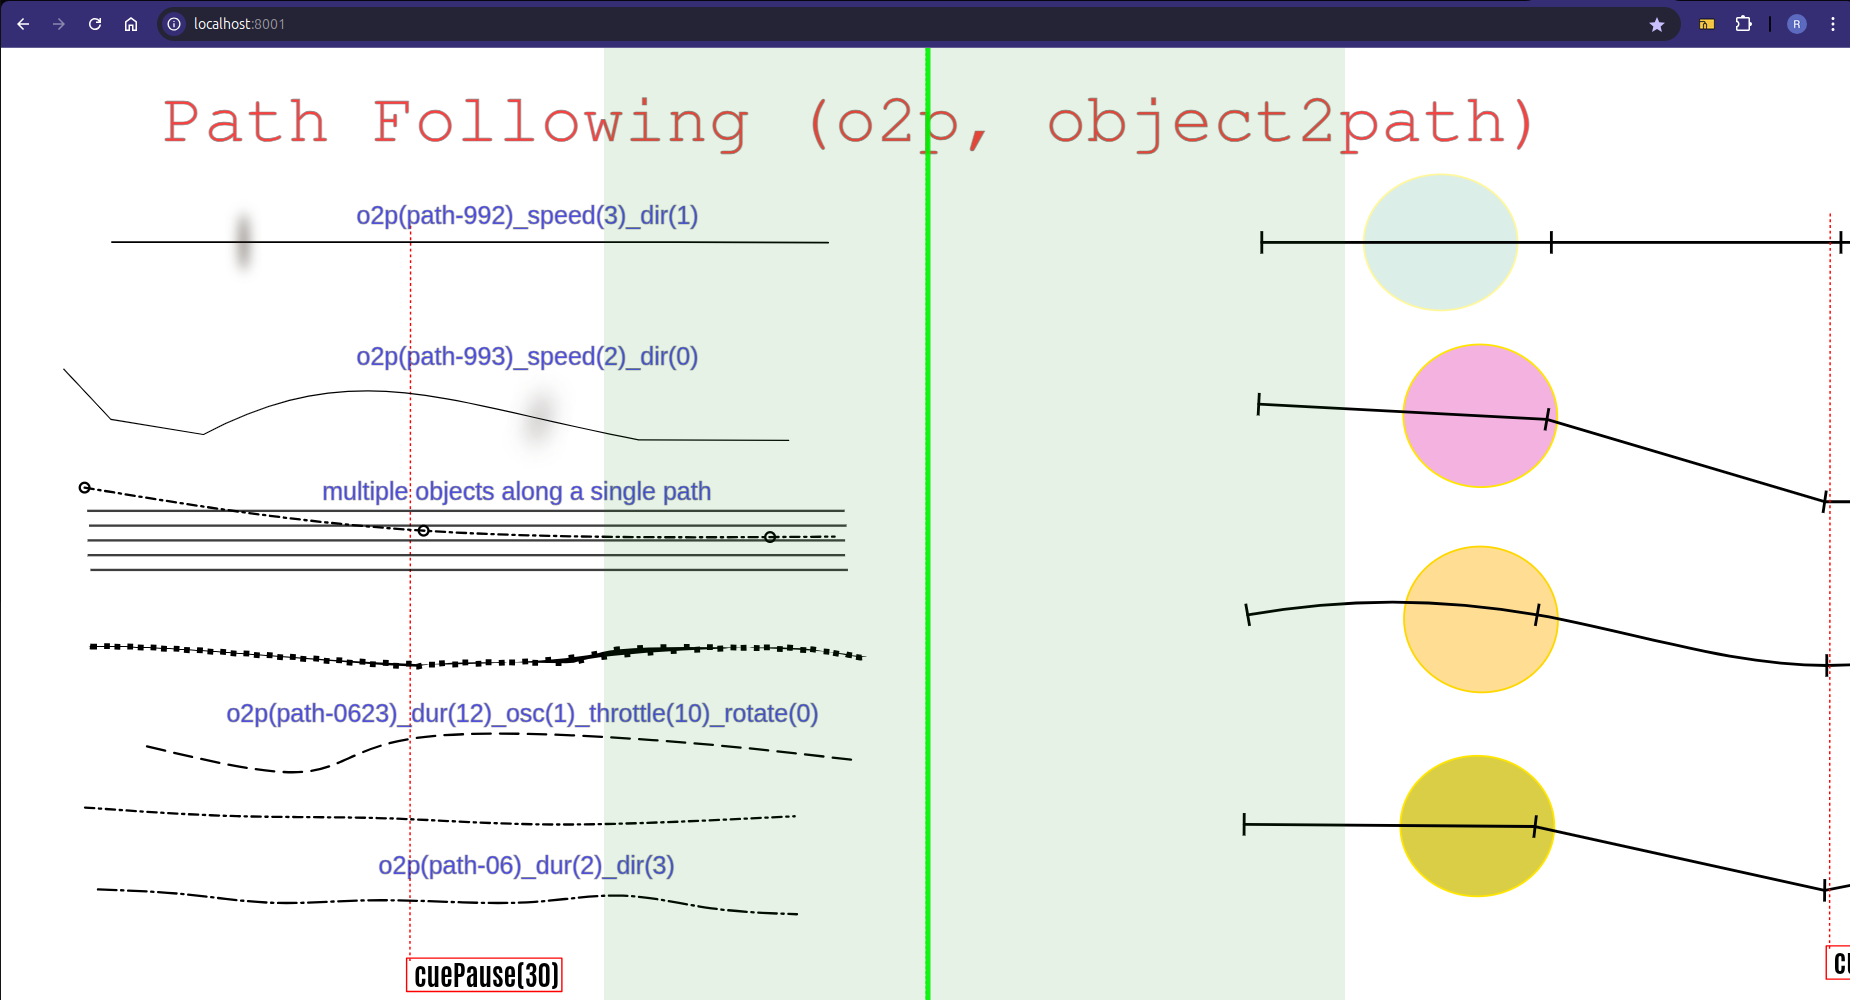 localhost:8001
R
Path Following (o2p, object2path)
o2p(path-992)_speed(3)_dir(1)
o2p(path-993)_speed(2)_dir(0)
multiple objects along a single path
o2p(path-0623)_dur(12)_osc(1)_throttle(10)_rotate(0)
o2p(path-06)_dur(2)_dir(3)
cuePause(30)